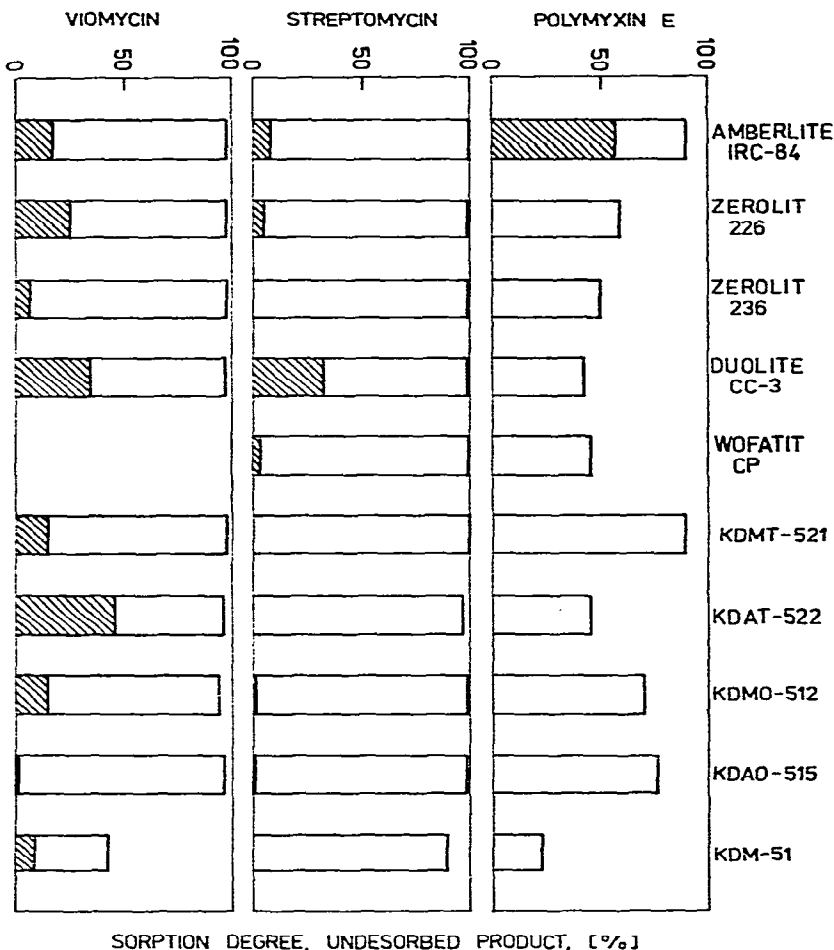 VIOMYCIN STREPTOMYCIN POLYMYXIN E
0 50 100 0 50 100 0 50 100
AMBERLITE
IRC-84
ZEROLIT
226
ZEROLIT
236
DUOLITE
CC-3
WOFATIT
CP
KDMT-521
KDAT-522
KDMO-512
KDAO-515
KDM-51
SORPTION DEGREE, UNDESORBED PRODUCT, [%]